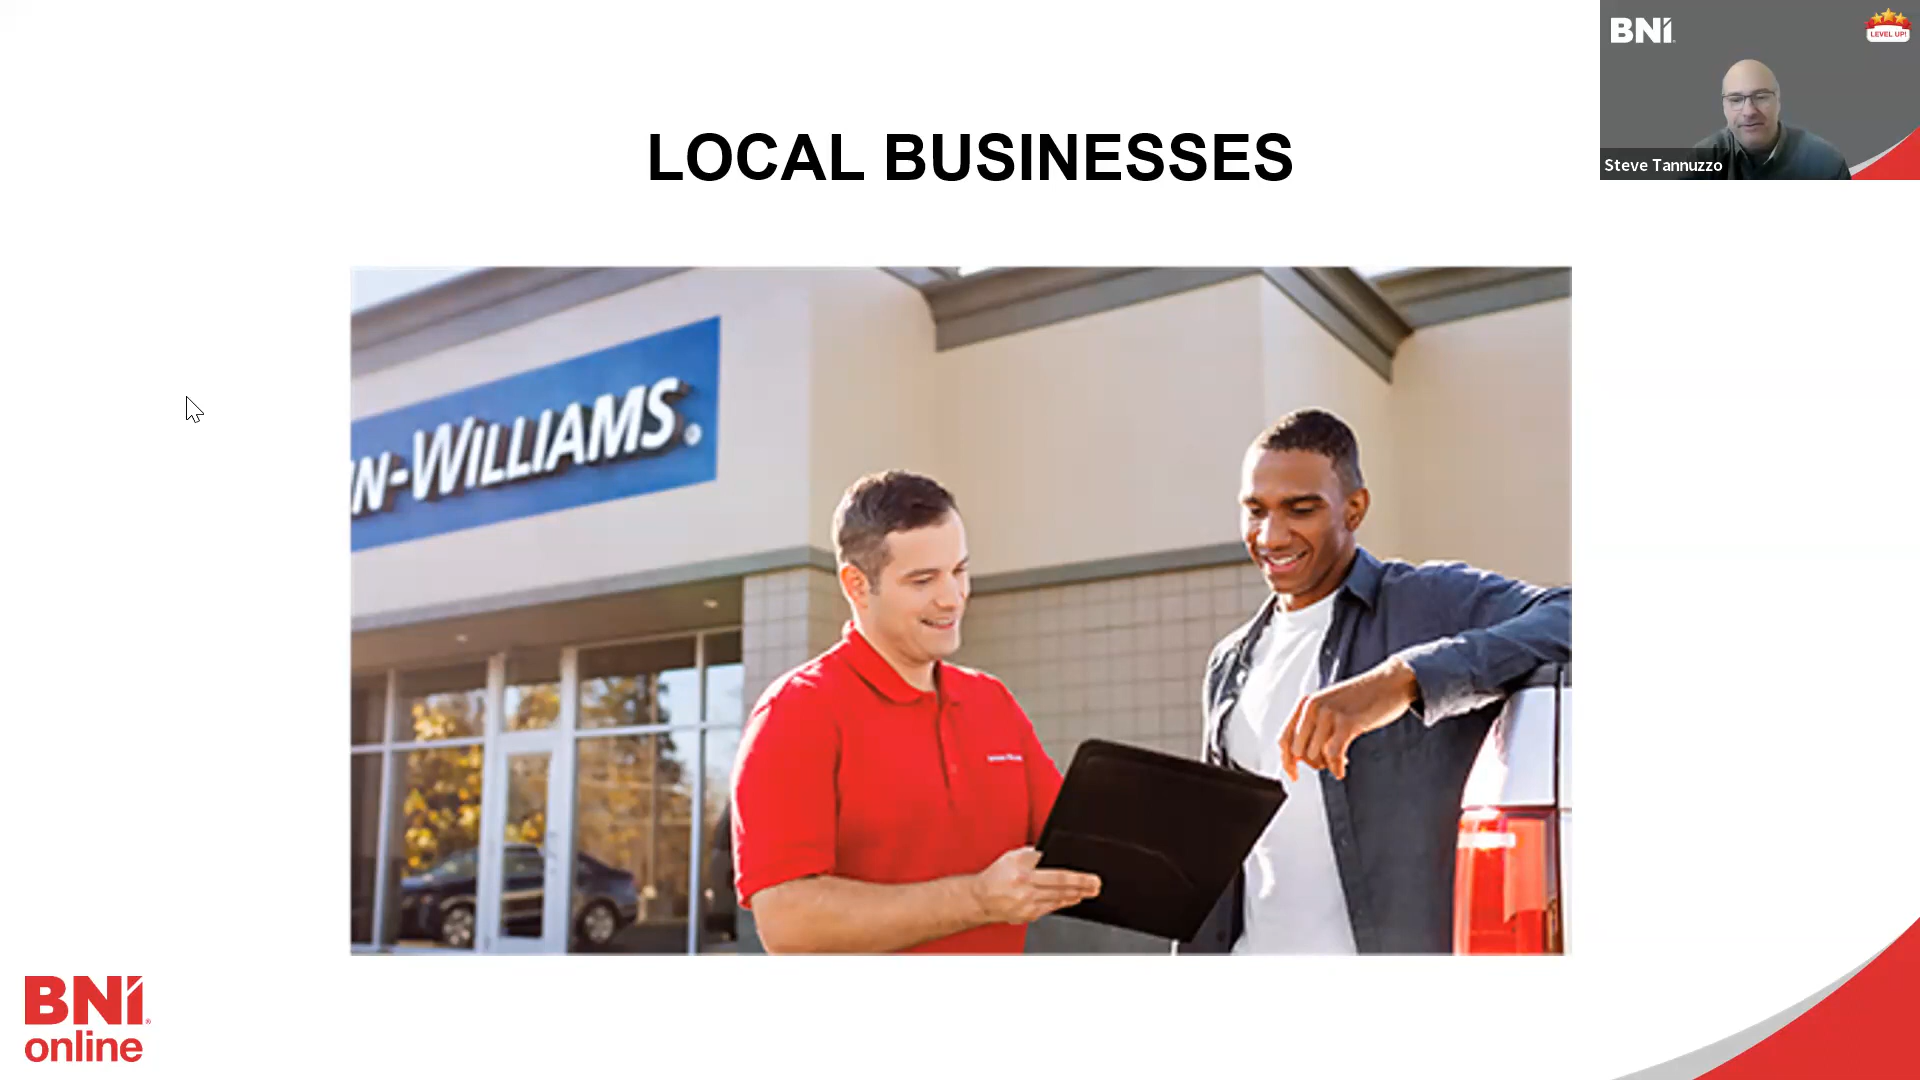 BNI
LEVEL UP!
Steve Tannuzzo
LOCAL BUSINESSES
N-WILLIAMS®
BNI®
online